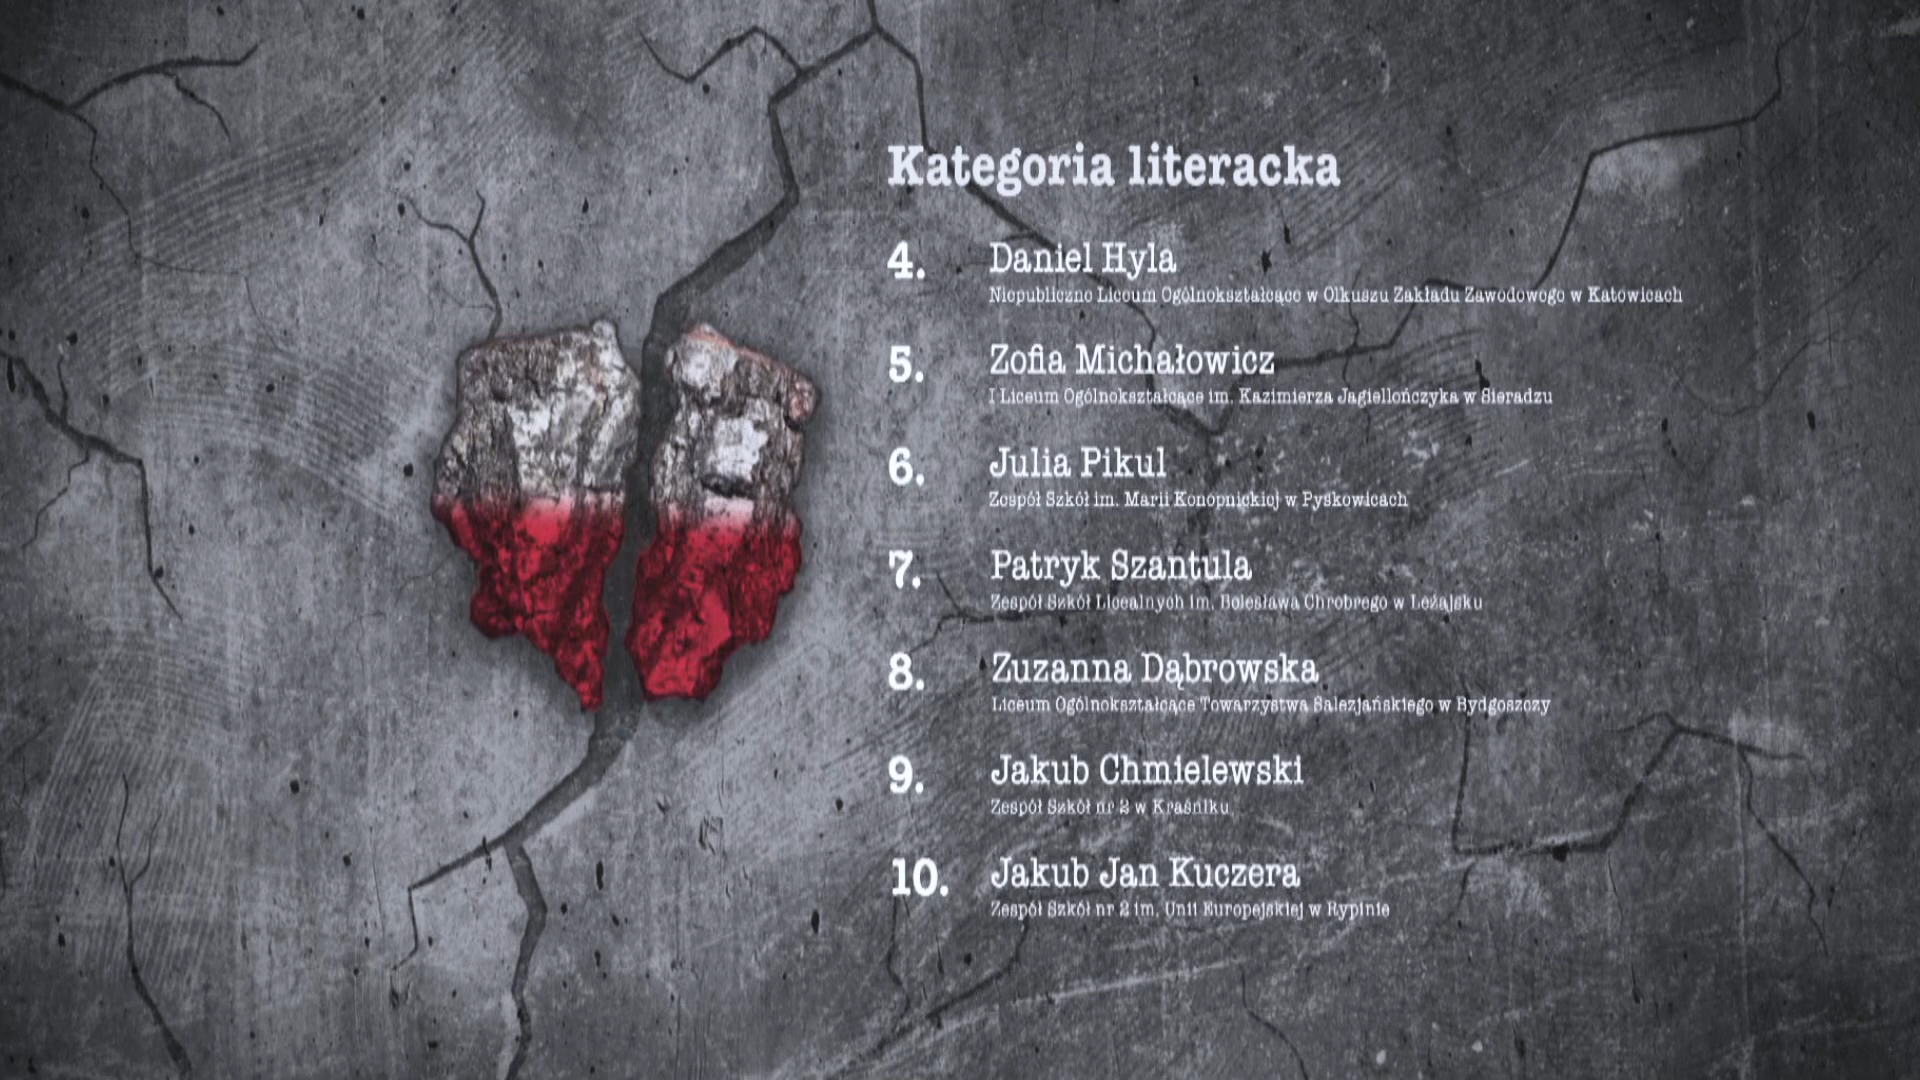 Kategoria literacka
4. Daniel Hyla
Niepubliczne Liceum Ogólnokształcące w Olkuszu Zakładu Zawodowego w Katowicach
5. Zofia Michałowicz
I Liceum Ogólnokształcące im. Kazimierza Jagiellończyka w Sieradzu
6. Julia Pikul
Zespół Szkół im. Marii Konopnickiej w Pyskowicach
7. Patryk Szantula
Zespół Szkół Licealnych im. Bolesława Chrobrego w Leżajsku
8. Zuzanna Dąbrowska
Liceum Ogólnokształcące Towarzystwa Salezjańskiego w Bydgoszczy
9. Jakub Chmielewski
Zespół Szkół nr 2 w Kraśniku
10. Jakub Jan Kuczera
Zespół Szkół nr 2 im. Unii Europejskiej w Rypinie